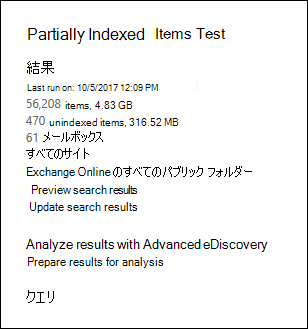 Partially Indexed Items Test
結果
Last run on: 10/5/2017 12:09 PM
56,208 items, 4.83 GB
470 unindexed items, 316.52 MB
61 メールボックス
すべてのサイト
Exchange Online のすべてのパブリック フォルダー
Preview search results
Update search results
Analyze results with Advanced eDiscovery
Prepare results for analysis
クエリ